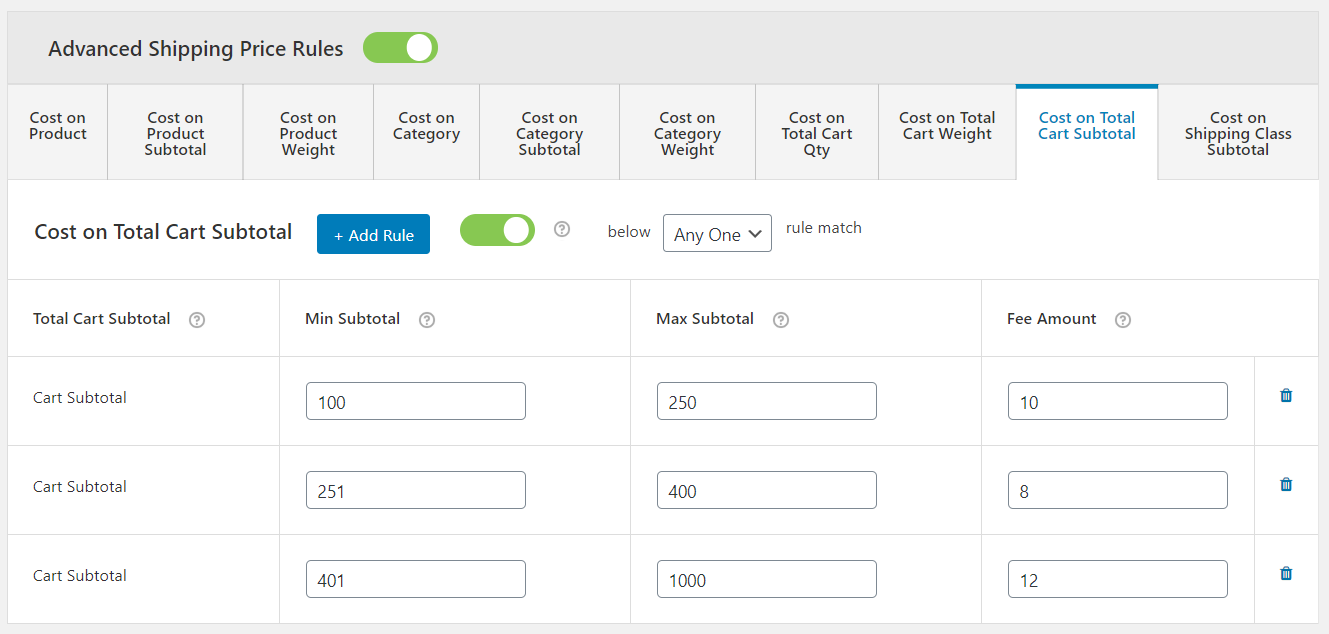 Advanced Shipping Price Rules
Cost on
Product
Cost on
Product
Subtotal
Cost on
Product
Weight
Cost on
Category
Cost on
Category
Subtotal
Cost on
Category
Weight
Cost on
Total Cart
Qty
Cost on Total
Cart Weight
Cost on Total
Cart Subtotal
Cost on
Shipping Class
Subtotal
Cost on Total Cart Subtotal + Add Rule ? below Any One rule match
Total Cart Subtotal ? Min Subtotal ? Max Subtotal ? Fee Amount ?
Cart Subtotal 100 250 10
Cart Subtotal 251 400 8
Cart Subtotal 401 1000 12